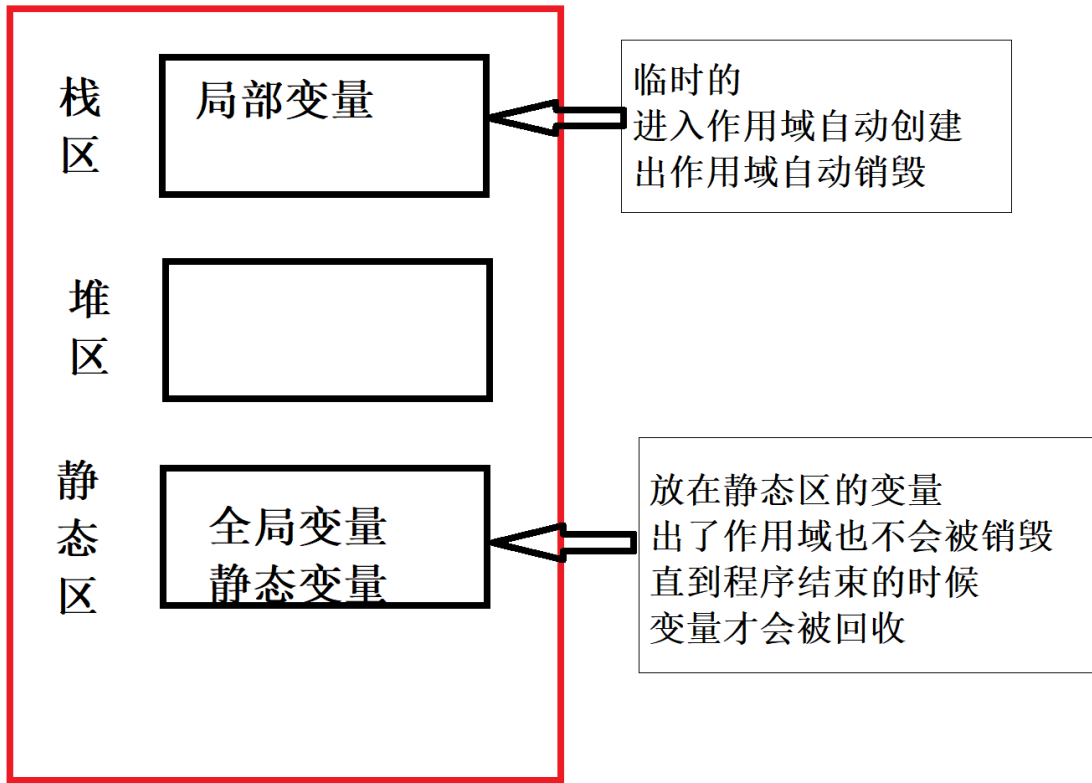 栈区
局部变量
临时的
进入作用域自动创建
出作用域自动销毁
堆区
静态区
全局变量
静态变量
放在静态区的变量
出了作用域也不会被销毁
直到程序结束的时候
变量才会被回收